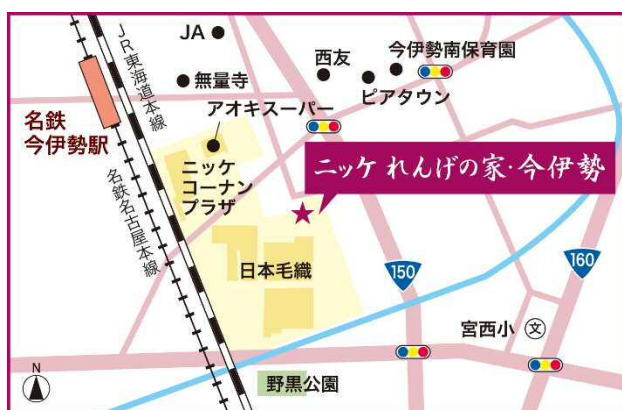 JA
西友
今伊勢南保育園
無量寺
ピアタウン
アオキスーパー
JR東海道本線
名鉄
今伊勢駅
ニッケ
コーナン
プラザ
ニッケ れんげの家・今伊勢
名鉄名古屋本線
日本毛織
150
160
宮西小
文
野黒公園
N